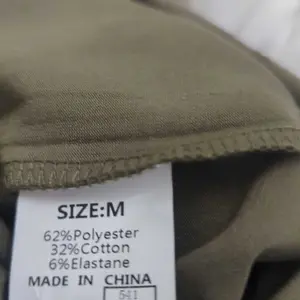 SIZE:M
62%Polyester
32%Cotton
6%Elastane
MADE IN CHINA